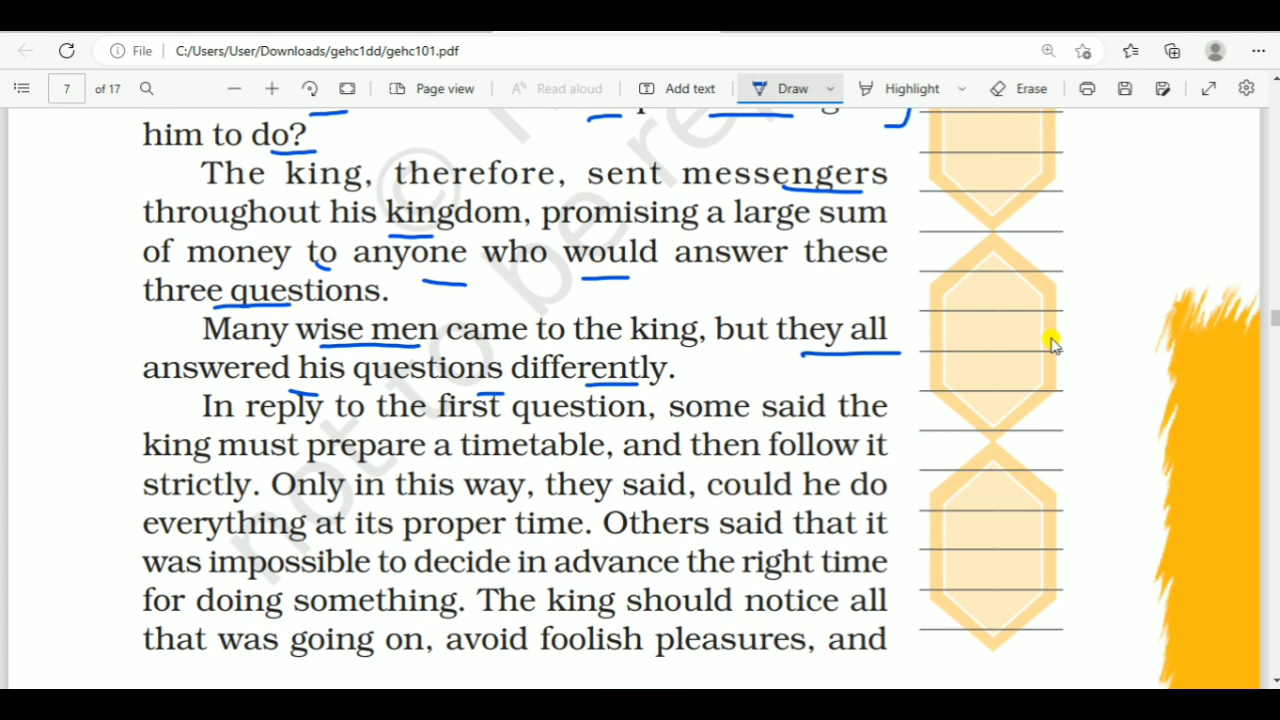 File C:/Users/User/Downloads/gehc1dd/gehc101.pdf
7 of 17 Page view Read aloud Add text Draw Highlight Erase
him to do?
The king, therefore, sent messengers
throughout his kingdom, promising a large sum
of money to anyone who would answer these
three questions.
Many wise men came to the king, but they all
answered his questions differently.
In reply to the first question, some said the
king must prepare a timetable, and then follow it
strictly. Only in this way, they said, could he do
everything at its proper time. Others said that it
was impossible to decide in advance the right time
for doing something. The king should notice all
that was going on, avoid foolish pleasures, and
©
not to be re